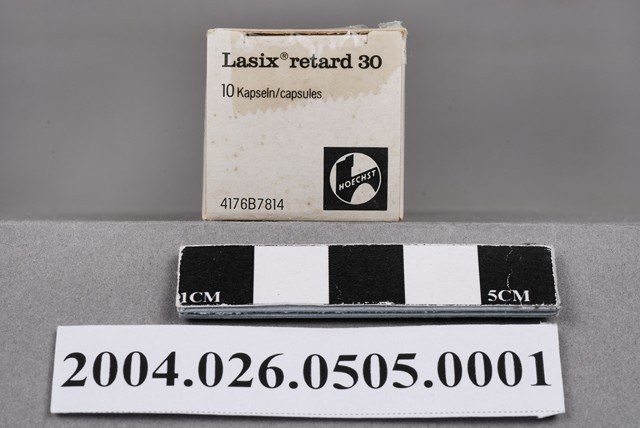 Lasix® retard 30
10 Kapseln/capsules
HOECHST
4176B7814
1CM 5CM
2004.026.0505.0001